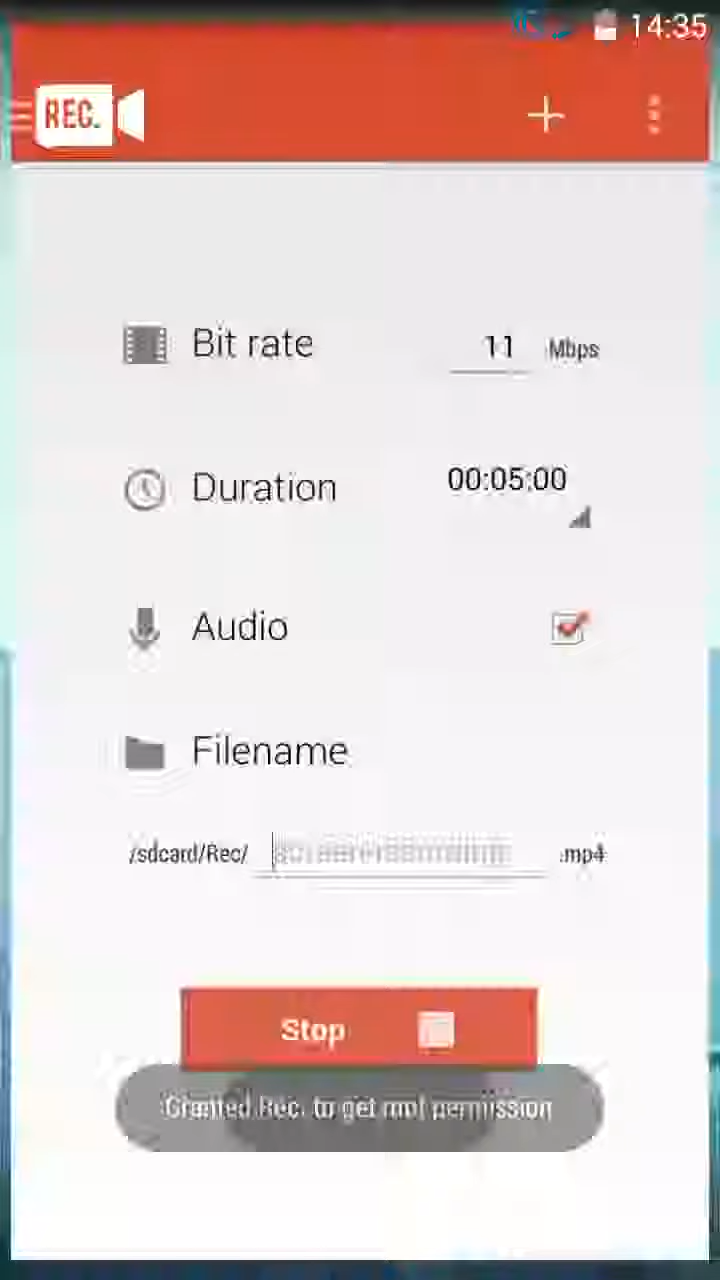 14:35
REC.
Bit rate
11 Mbps
Duration
00:05:00
Audio
Filename
/sdcard/Rec/ .mp4
Stop
Granted Rec. to get root permission